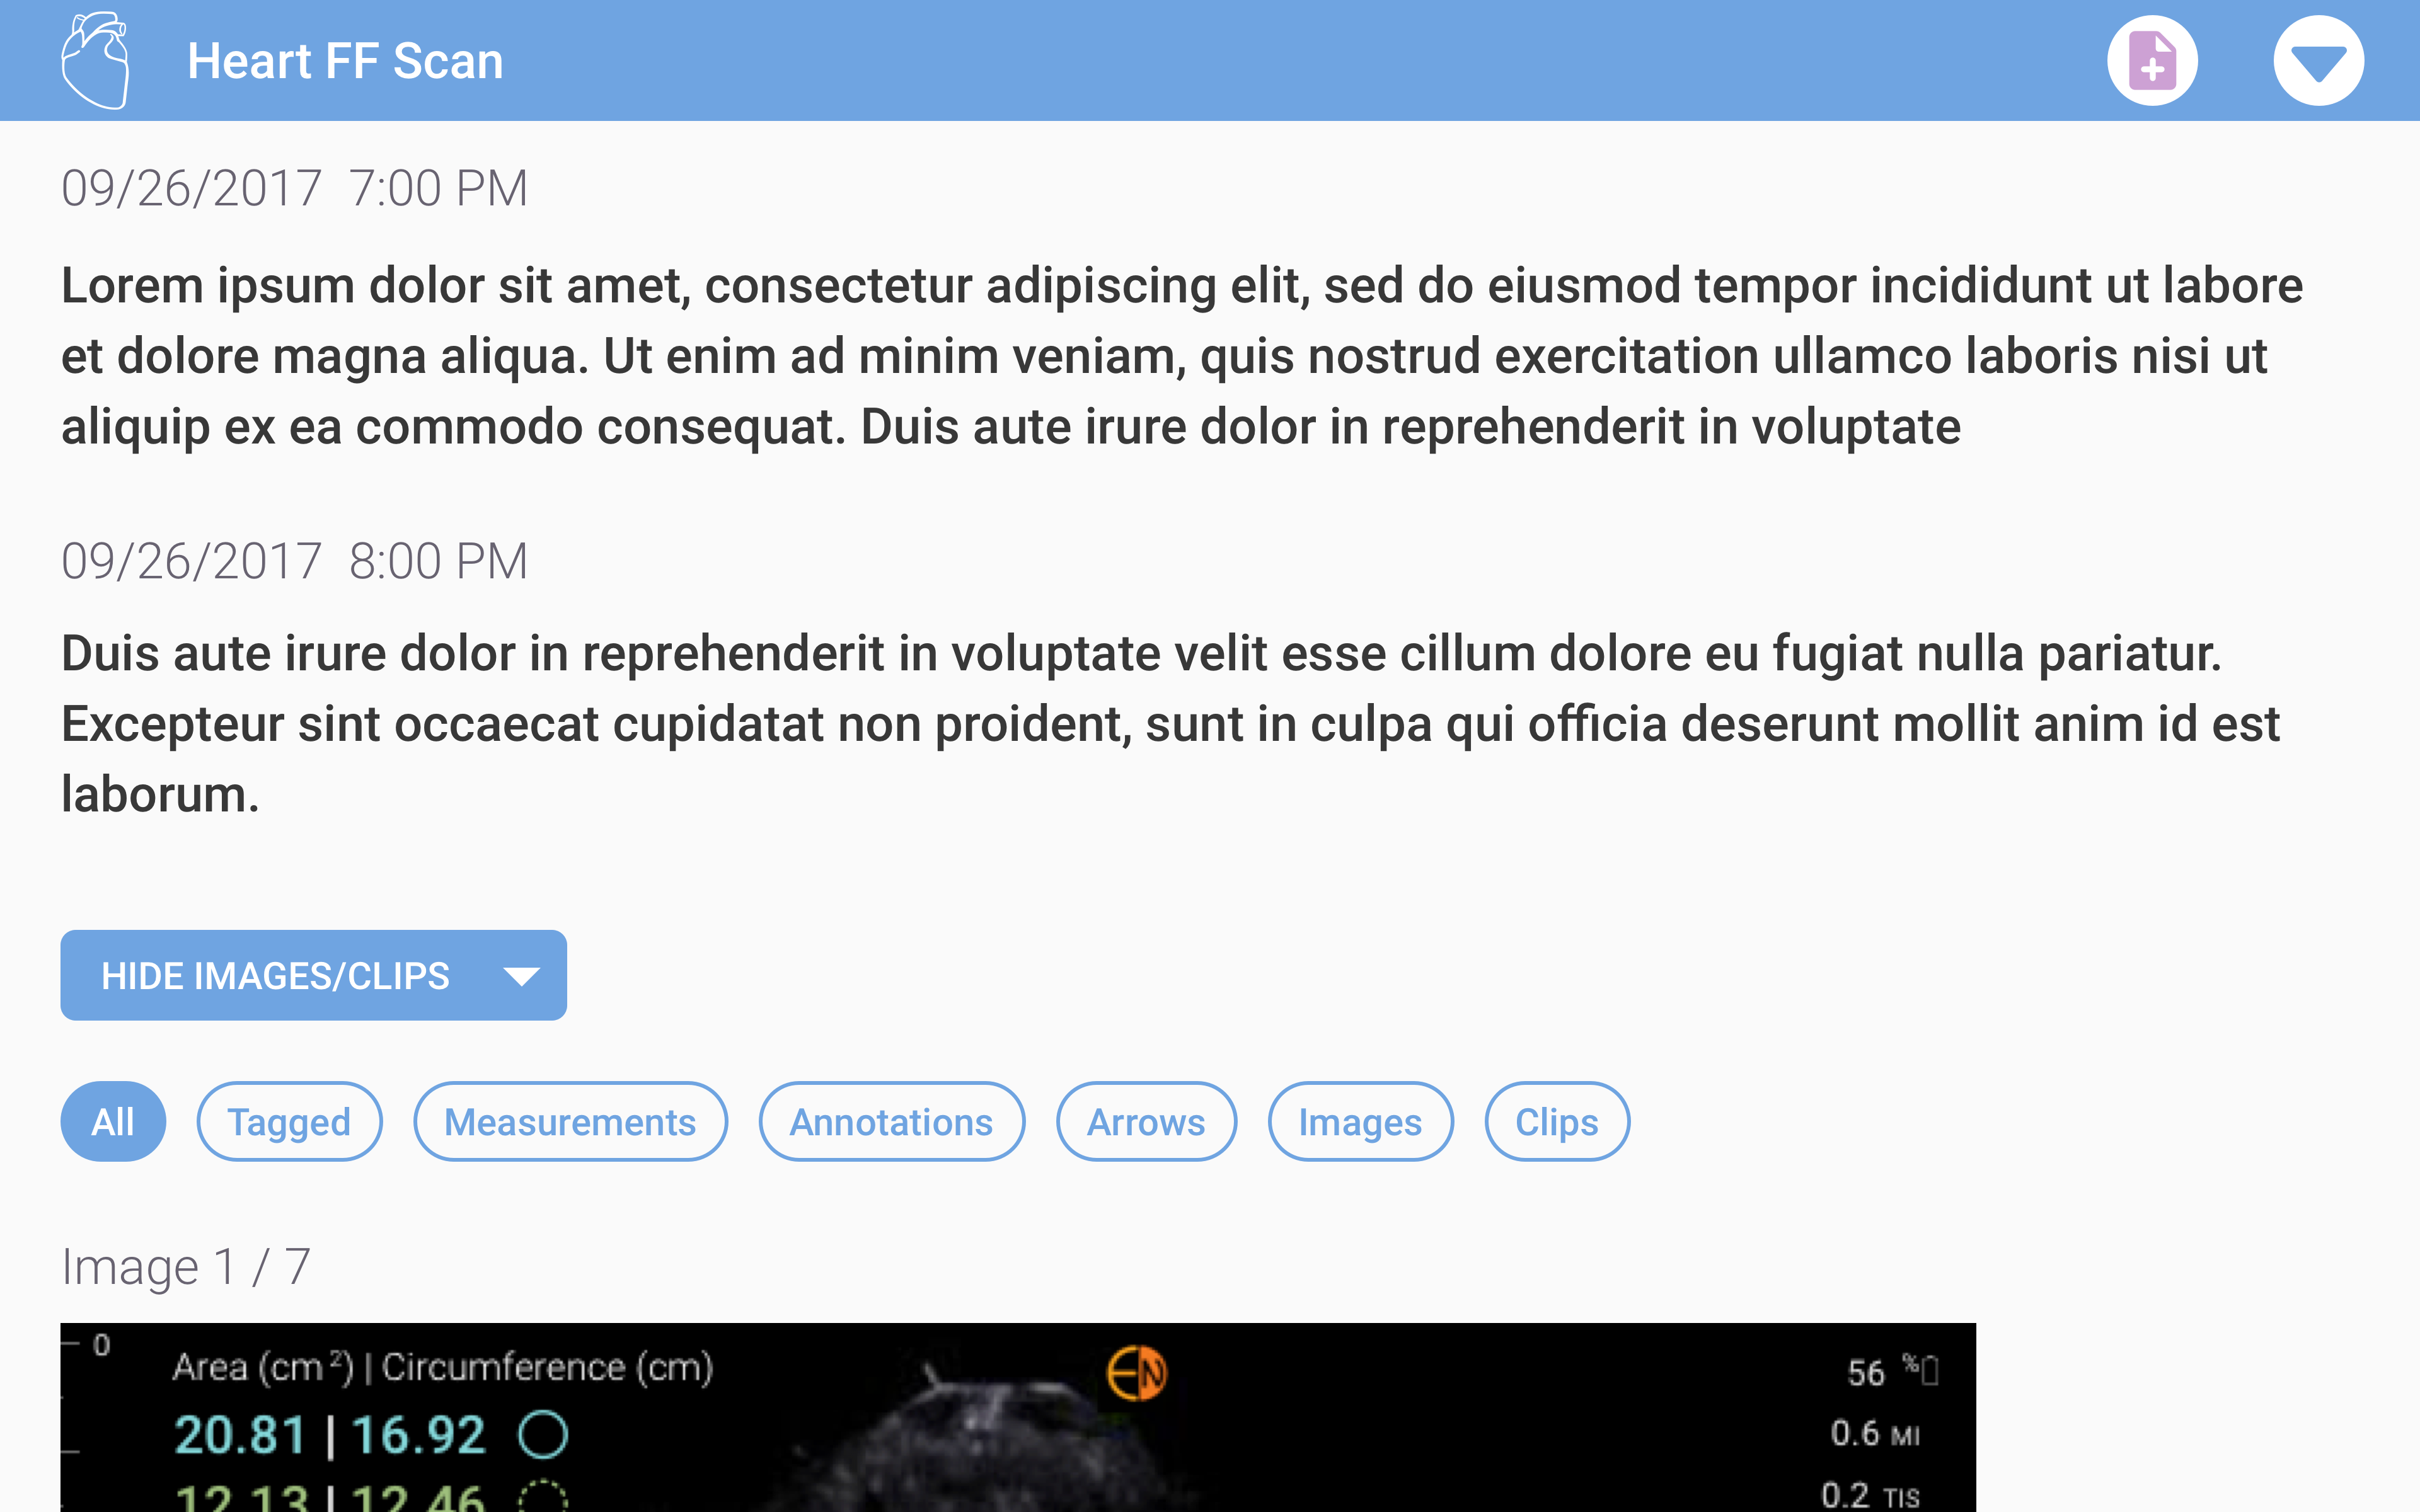 Heart FF Scan
09/26/2017 7:00 PM
Lorem ipsum dolor sit amet, consectetur adipiscing elit, sed do eiusmod tempor incididunt ut labore
et dolore magna aliqua. Ut enim ad minim veniam, quis nostrud exercitation ullamco laboris nisi ut
aliquip ex ea commodo consequat. Duis aute irure dolor in reprehenderit in voluptate
09/26/2017 8:00 PM
Duis aute irure dolor in reprehenderit in voluptate velit esse cillum dolore eu fugiat nulla pariatur.
Excepteur sint occaecat cupidatat non proident, sunt in culpa qui officia deserunt mollit anim id est
laborum.
HIDE IMAGES/CLIPS
All Tagged Measurements Annotations Arrows Images Clips
Image 1 / 7
0
Area (cm²) | Circumference (cm)
EN
56 %
20.81 | 16.92
0.6 MI
12.13 | 12.46
0.2 TIS